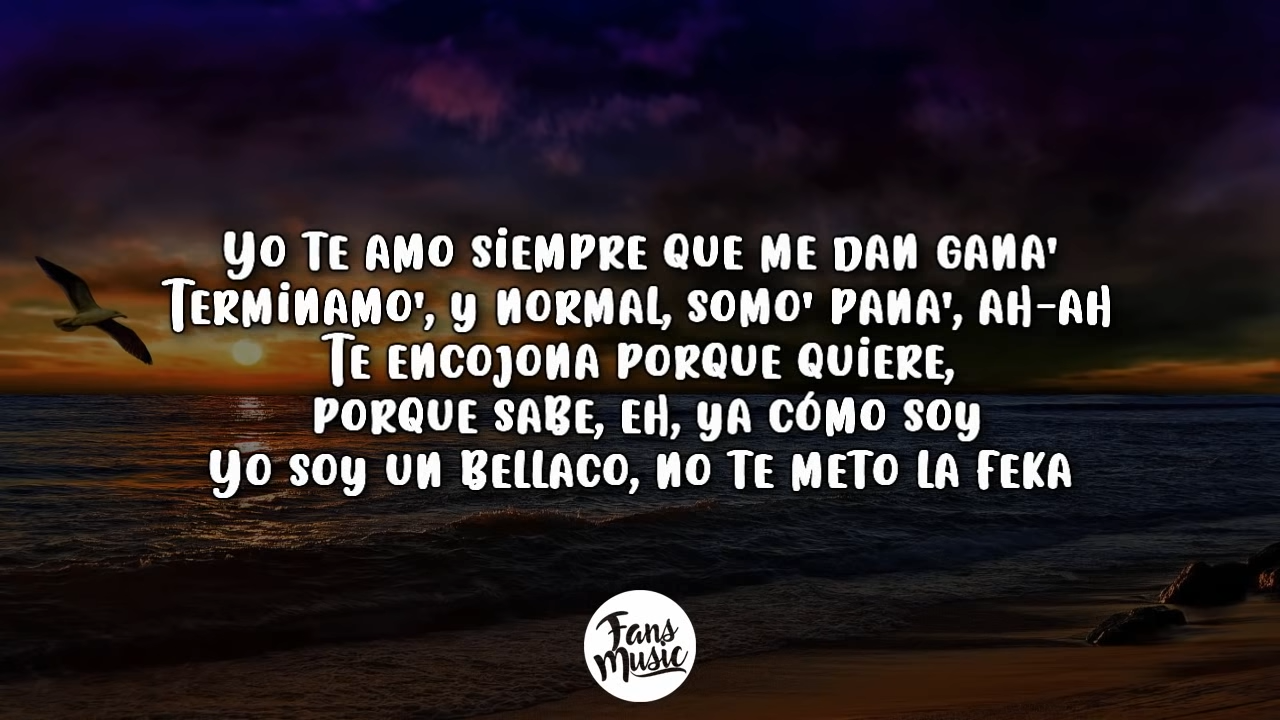 Yo te amo siempre que me dan gana'
Terminamo', y normal, somo' pana', ah-ah
Te encojona porque quiere,
porque sabe, eh, ya cómo soy
Yo soy un bellaco, no te meto la feka
Fans
Music